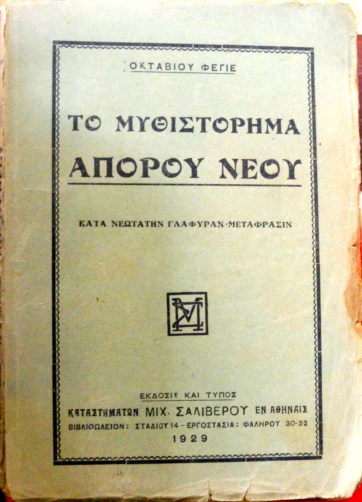 ΟΚΤΑΒΙΟΥ ΦΕΓΙΕ
ΤΟ ΜΥΘΙΣΤΟΡΗΜΑ
ΑΠΟΡΟΥ ΝΕΟΥ
ΚΑΤΑ ΝΕΩΤΑΤΗΝ ΓΛΑΦΥΡΑΝ·ΜΕΤΑΦΡΑΣΙΝ
ΕΚΔΟΣΙΣ ΚΑΙ ΤΥΠΟΣ
ΚΑΤΑΣΤΗΜΑΤΩΝ ΜΙΧ. ΣΑΛΙΒΕΡΟΥ ΕΝ ΑΘΗΝΑΙΣ
ΒΙΒΛΙΟΠΩΛΕΙΟΝ: ΣΤΑΔΙΟΥ 14 - ΕΡΓΟΣΤΑΣΙΑ: ΦΑΛΗΡΟΥ 30-32
1929